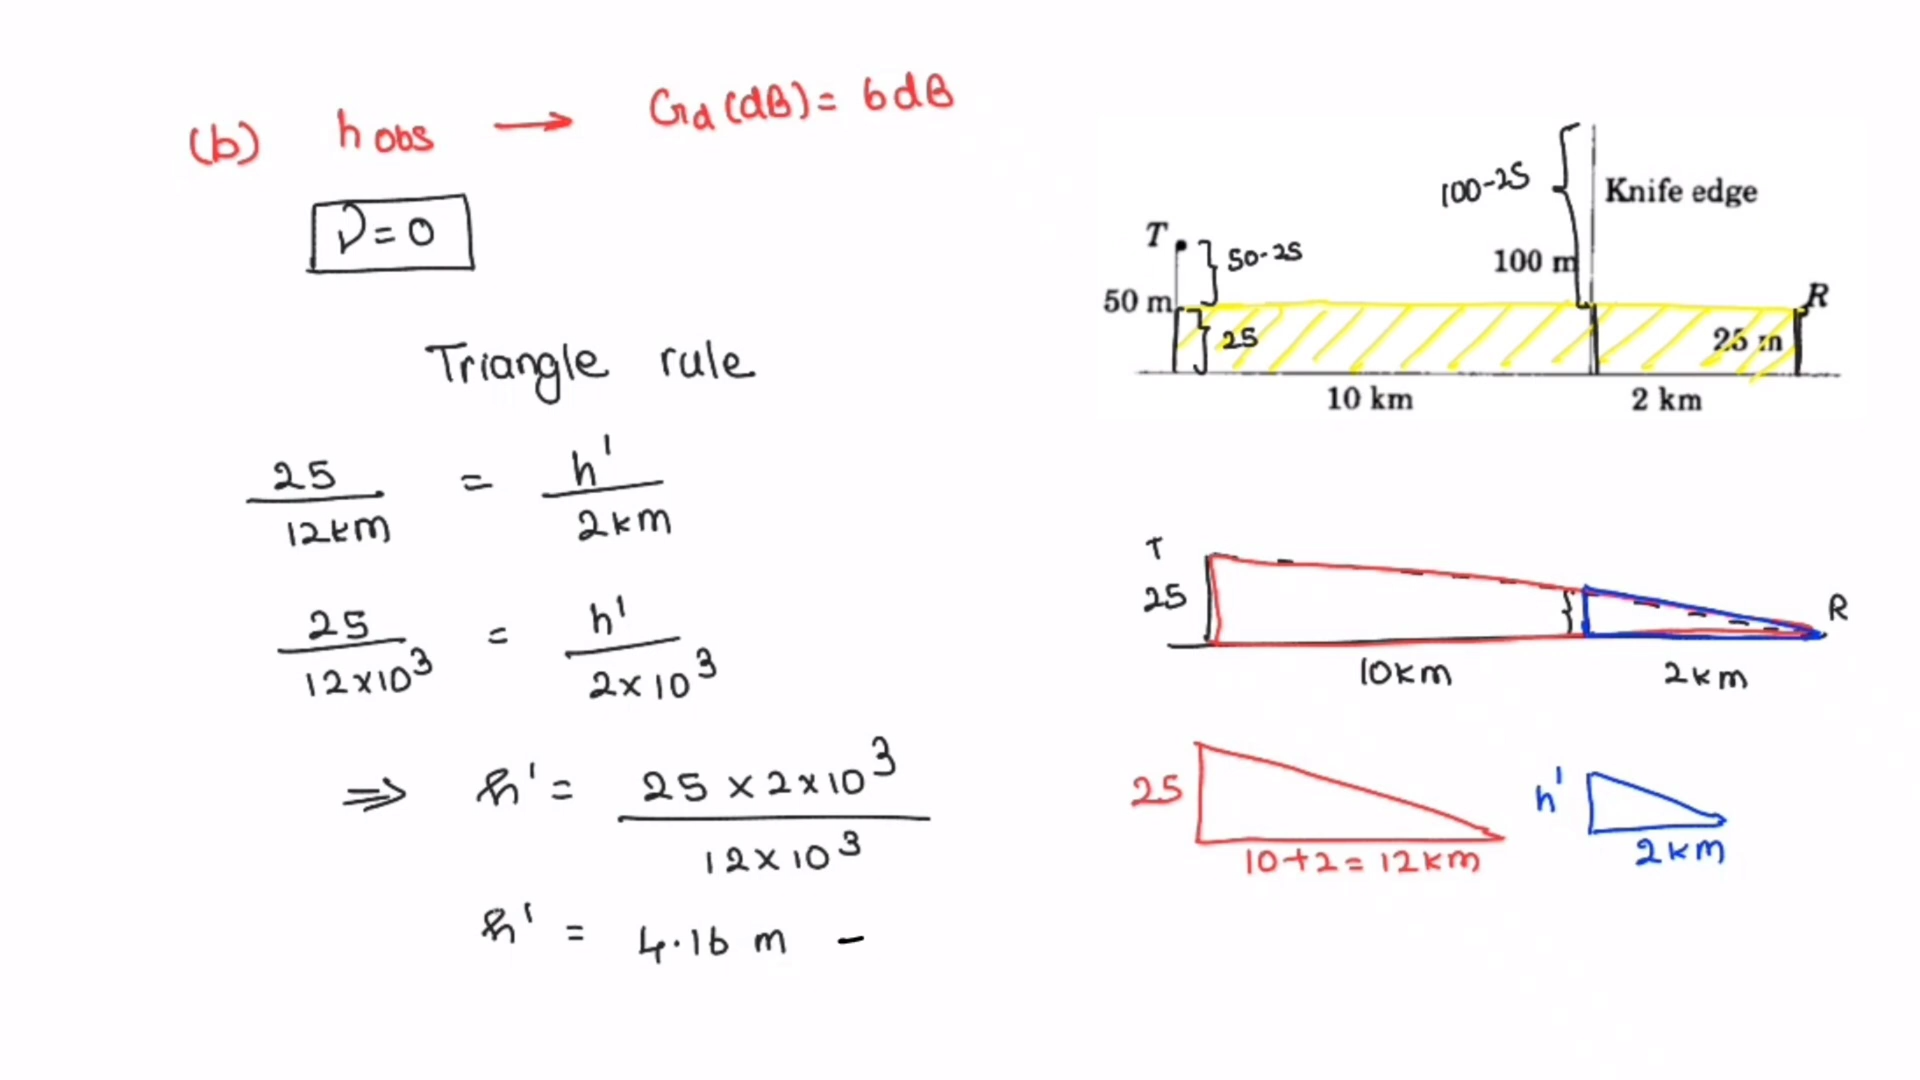 (b) h obs → Gd (dB) = 6dB
ν = 0
Triangle rule
25 / 12km = h' / 2km
25 / 12×10³ = h' / 2×10³
⇒ h' = 25 × 2×10³ / 12×10³
h' = 4.16 m –
100-25
Knife edge
T
50-25
100 m
50 m
R
25
25 m
10 km
2 km
T
25
R
10km
2km
25
10+2=12km
h'
2km